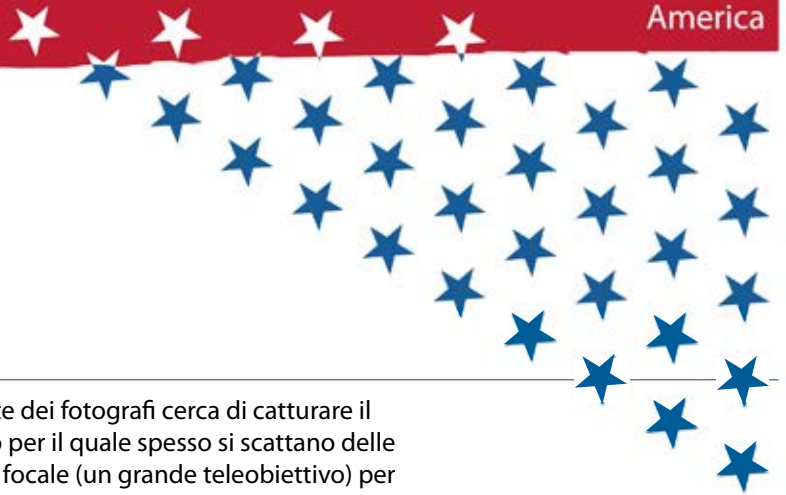 America
te dei fotografi cerca di catturare il
o per il quale spesso si scattano delle
focale (un grande teleobiettivo) per